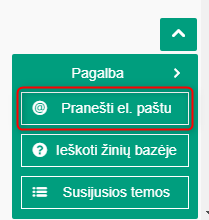 Pagalba
Pranešti el. paštu
Ieškoti žinių bazėje
Susijusios temos